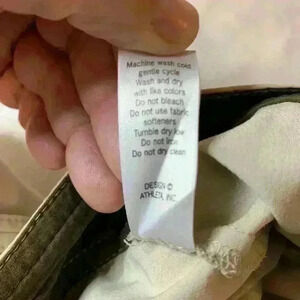 Machine wash cold
gentle cycle
Wash and dry
with like colors
Do not bleach
Do not use fabric
softeners
Tumble dry low
Do not iron
Do not dry clean
DESIGN ©
ATHLETA, INC.